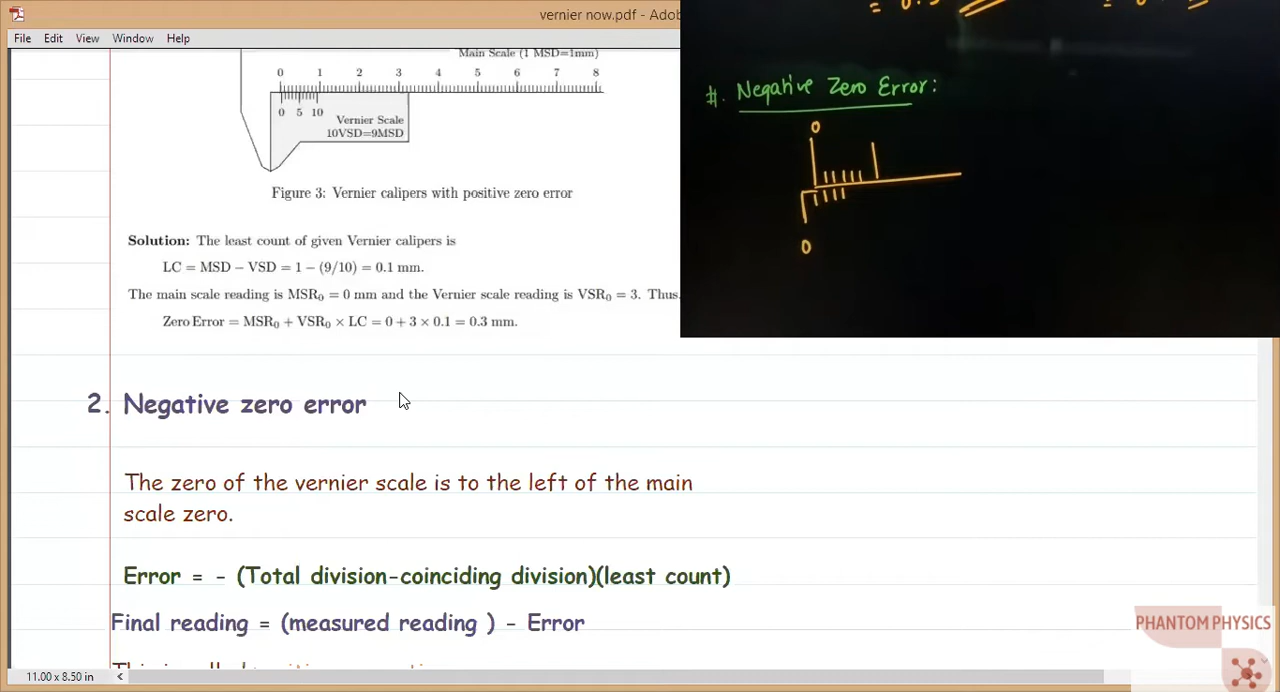 vernier now.pdf - Adob
File Edit View Window Help
Main Scale (1 MSD=1mm)
0 1 2 3 4 5 6 7 8
0 5 10
Vernier Scale
10VSD=9MSD
Figure 3: Vernier calipers with positive zero error
Solution: The least count of given Vernier calipers is
LC = MSD − VSD = 1 − (9/10) = 0.1 mm.
The main scale reading is MSR₀ = 0 mm and the Vernier scale reading is VSR₀ = 3. Thus,
Zero Error = MSR₀ + VSR₀ × LC = 0 + 3 × 0.1 = 0.3 mm.
#. Negative Zero Error:
0
0
2. Negative zero error
The zero of the vernier scale is to the left of the main
scale zero.
Error = - (Total division-coinciding division)(least count)
Final reading = (measured reading ) - Error
PHANTOM PHYSICS
11.00 x 8.50 in